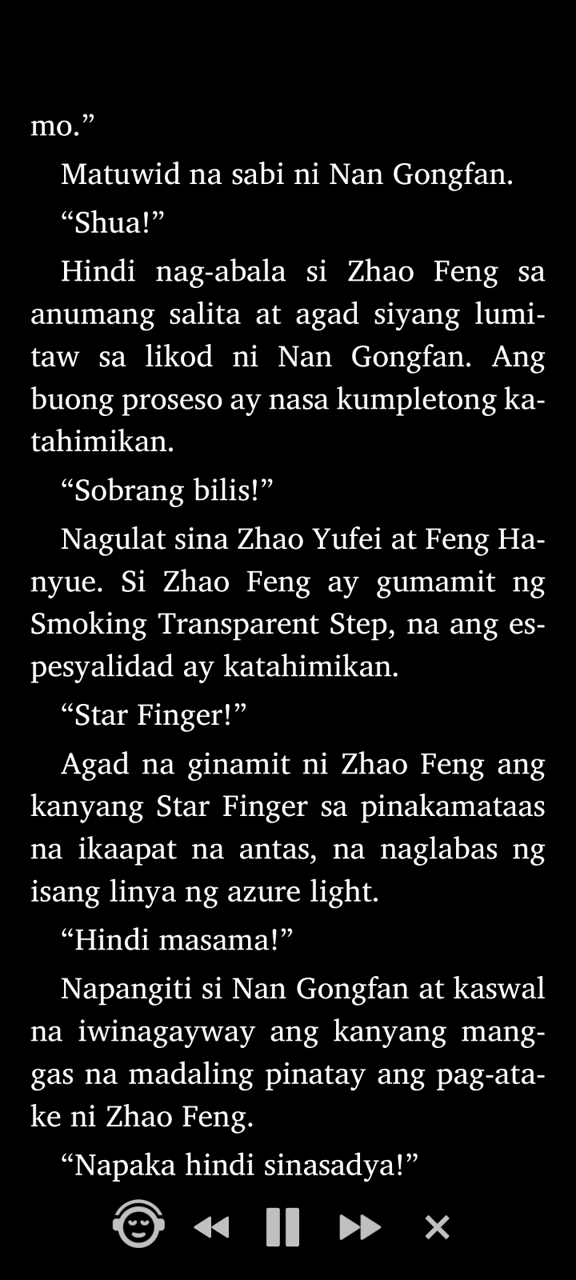 mo.”
Matuwid na sabi ni Nan Gongfan.
“Shua!”
Hindi nag-abala si Zhao Feng sa
anumang salita at agad siyang lumi-
taw sa likod ni Nan Gongfan. Ang
buong proseso ay nasa kumpletong ka-
tahimikan.
“Sobrang bilis!”
Nagulat sina Zhao Yufei at Feng Ha-
nyue. Si Zhao Feng ay gumamit ng
Smoking Transparent Step, na ang es-
pesyalidad ay katahimikan.
“Star Finger!”
Agad na ginamit ni Zhao Feng ang
kanyang Star Finger sa pinakamataas
na ikaapat na antas, na naglabas ng
isang linya ng azure light.
“Hindi masama!”
Napangiti si Nan Gongfan at kaswal
na iwinagayway ang kanyang mang-
gas na madaling pinatay ang pag-ata-
ke ni Zhao Feng.
“Napaka hindi sinasadya!”